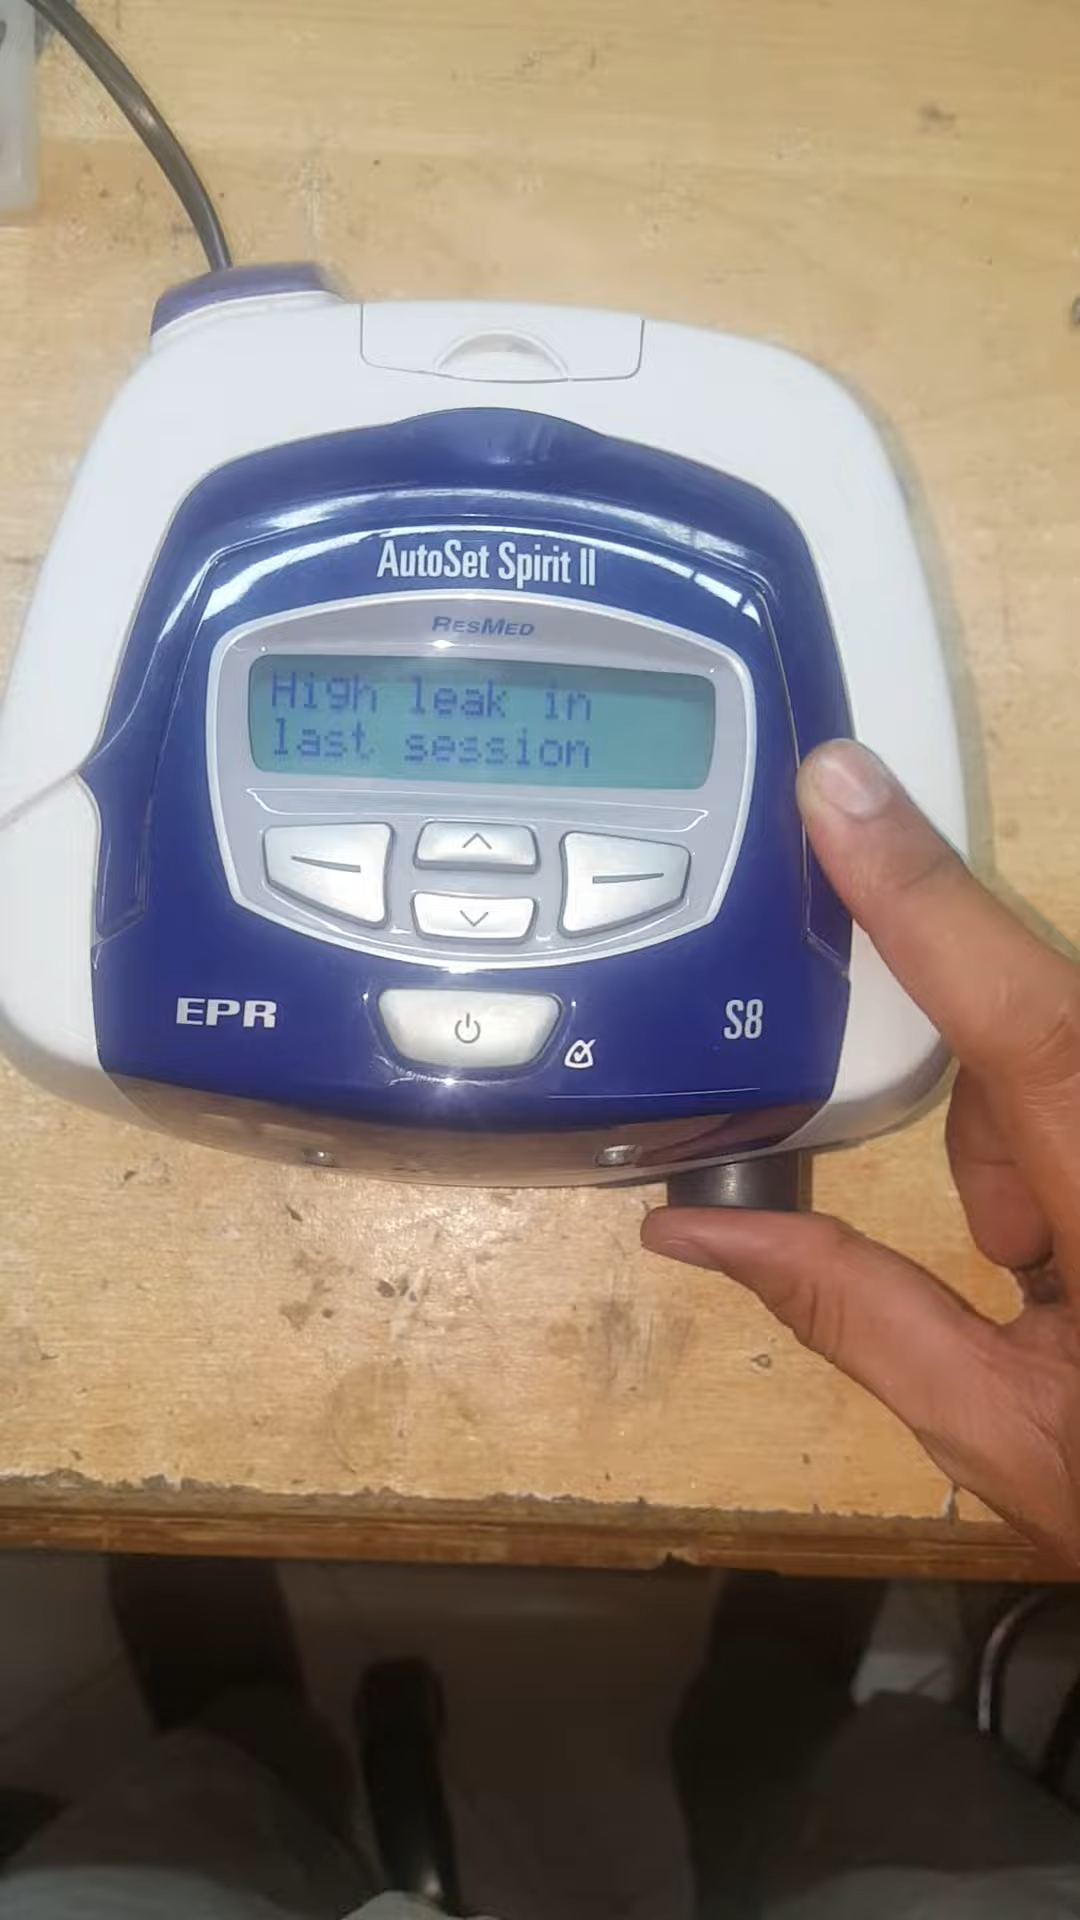 AutoSet Spirit II
RESMED
High leak in
last session
EPR
S8